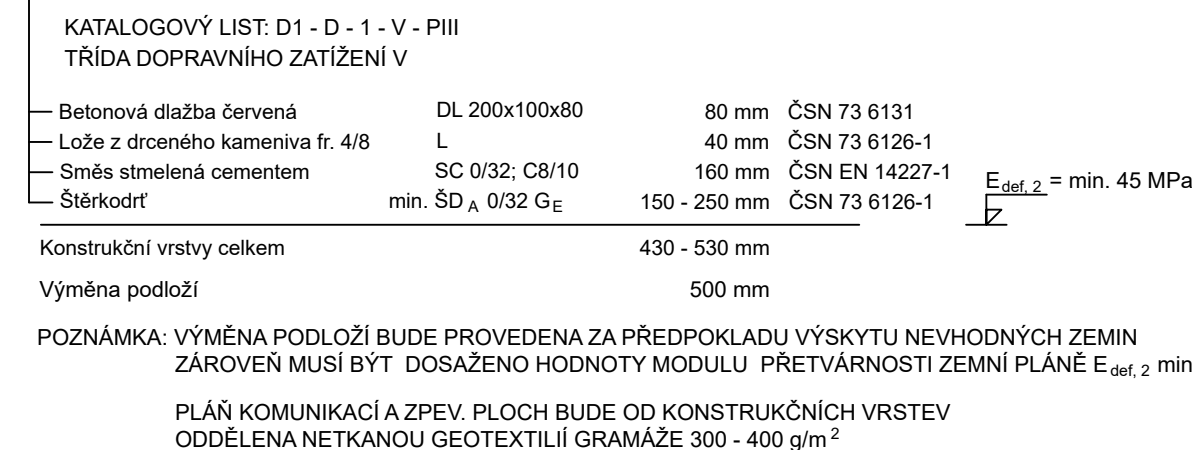 KATALOGOVÝ LIST: D1 - D - 1 - V - PIII
TŘÍDA DOPRAVNÍHO ZATÍŽENÍ V
Betonová dlažba červená DL 200x100x80 80 mm ČSN 73 6131
Lože z drceného kameniva fr. 4/8 L 40 mm ČSN 73 6126-1
Směs stmelená cementem SC 0/32; C8/10 160 mm ČSN EN 14227-1
Štěrkodrť min. ŠD A 0/32 GE 150 - 250 mm ČSN 73 6126-1
Edef, 2 = min. 45 MPa
Konstrukční vrstvy celkem 430 - 530 mm
Výměna podloží 500 mm
POZNÁMKA: VÝMĚNA PODLOŽÍ BUDE PROVEDENA ZA PŘEDPOKLADU VÝSKYTU NEVHODNÝCH ZEMIN
ZÁROVEŇ MUSÍ BÝT DOSAŽENO HODNOTY MODULU PŘETVÁRNOSTI ZEMNÍ PLÁNĚ Edef, 2 min
PLÁŇ KOMUNIKACÍ A ZPEV. PLOCH BUDE OD KONSTRUKČNÍCH VRSTEV
ODDĚLENA NETKANOU GEOTEXTILIÍ GRAMÁŽE 300 - 400 g/m²